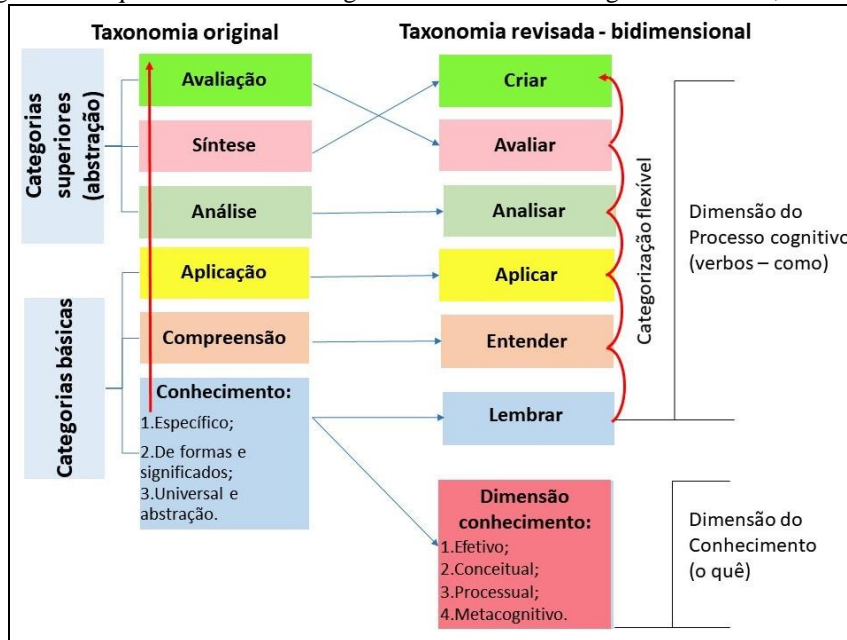 Taxonomia original
Taxonomia revisada - bidimensional
Categorias
superiores
(abstração)
Avaliação
Síntese
Análise
Categorias básicas
Aplicação
Compreensão
Conhecimento:
1.Específico;
2.De formas e
significados;
3.Universal e
abstração.
Criar
Avaliar
Analisar
Aplicar
Entender
Lembrar
Categorização flexível
Dimensão do
Processo cognitivo
(verbos – como)
Dimensão
conhecimento:
1.Efetivo;
2.Conceitual;
3.Processual;
4.Metacognitivo.
Dimensão do
Conhecimento
(o quê)